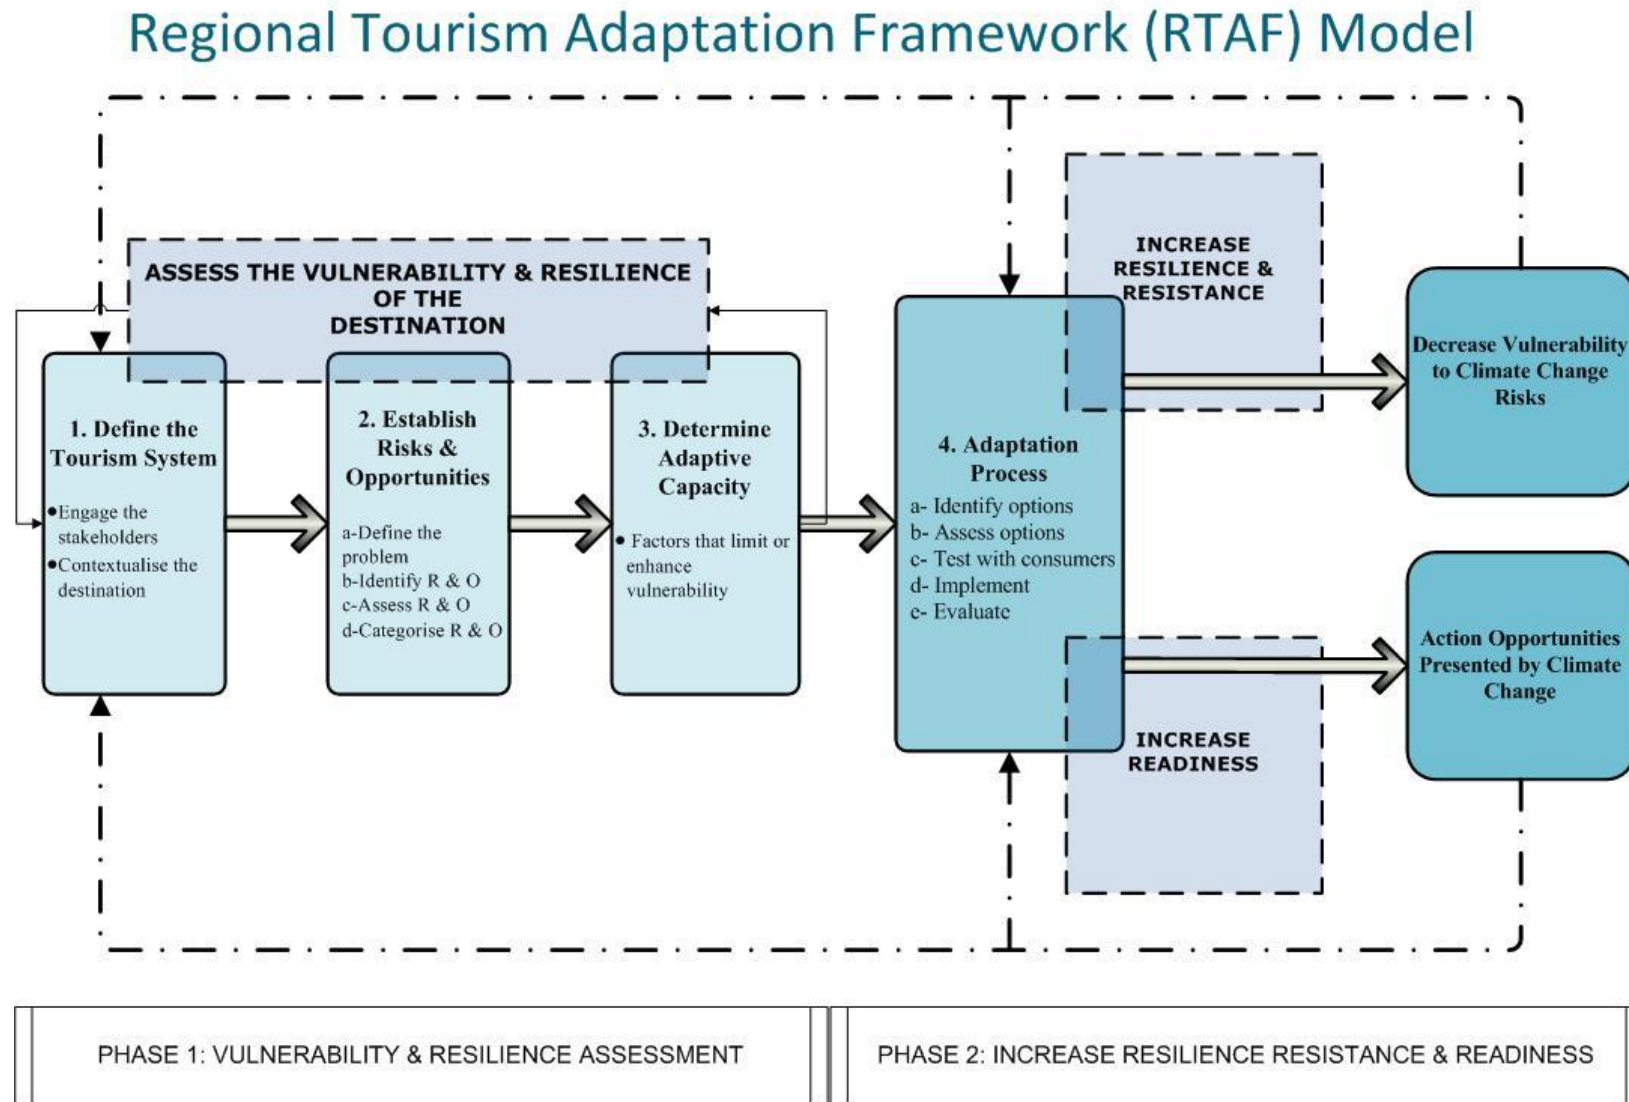 Regional Tourism Adaptation Framework (RTAF) Model
ASSESS THE VULNERABILITY & RESILIENCE
OF THE
DESTINATION
1. Define the
Tourism System
●Engage the
stakeholders
●Contextualise the
destination
2. Establish
Risks &
Opportunities
a-Define the
problem
b-Identify R & O
c-Assess R & O
d-Categorise R & O
3. Determine
Adaptive
Capacity
● Factors that limit or
enhance
vulnerability
4. Adaptation
Process
a- Identify options
b- Assess options
c- Test with consumers
d- Implement
e- Evaluate
INCREASE
RESILIENCE &
RESISTANCE
INCREASE
READINESS
Decrease Vulnerability
to Climate Change
Risks
Action Opportunities
Presented by Climate
Change
PHASE 1: VULNERABILITY & RESILIENCE ASSESSMENT
PHASE 2: INCREASE RESILIENCE RESISTANCE & READINESS